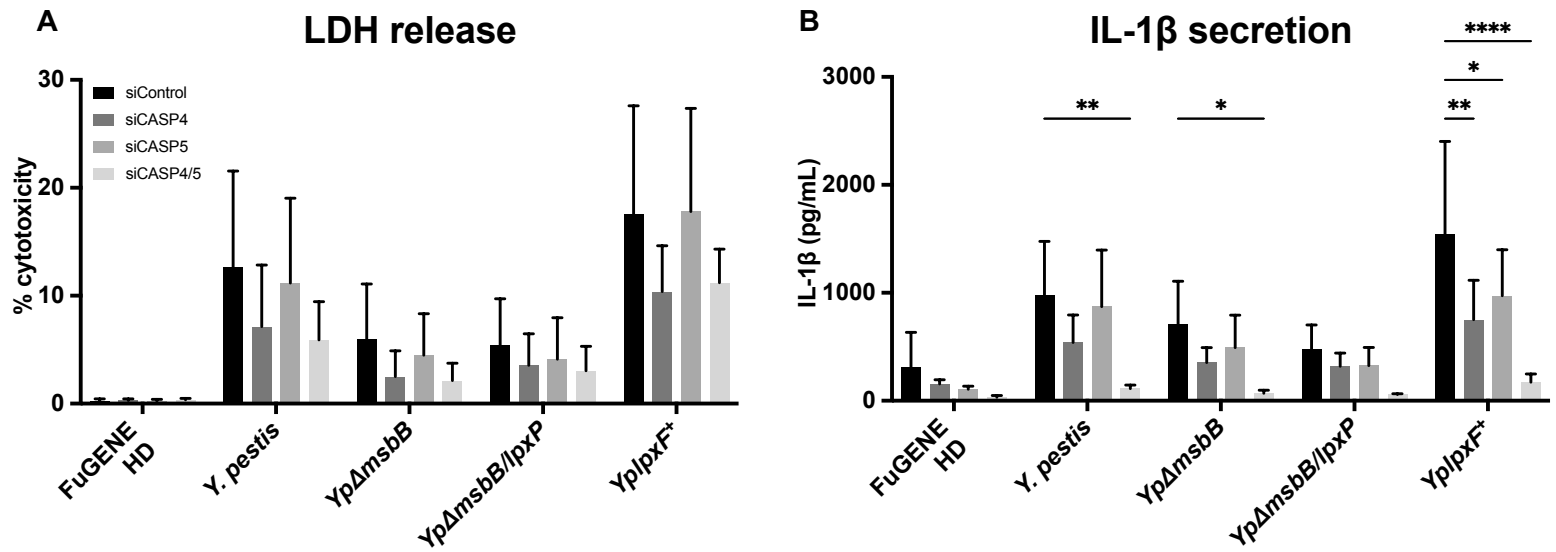 A
LDH release
30
20
10
0
% cytotoxicity
siControl
siCASP4
siCASP5
siCASP4/5
FuGENE
HD
Y. pestis
YpΔmsbB
YpΔmsbB/lpxP
YplpxF⁺
B
IL-1β secretion
3000
2000
1000
0
IL-1β (pg/mL)
**
*
****
*
**
FuGENE
HD
Y. pestis
YpΔmsbB
YpΔmsbB/lpxP
YplpxF⁺